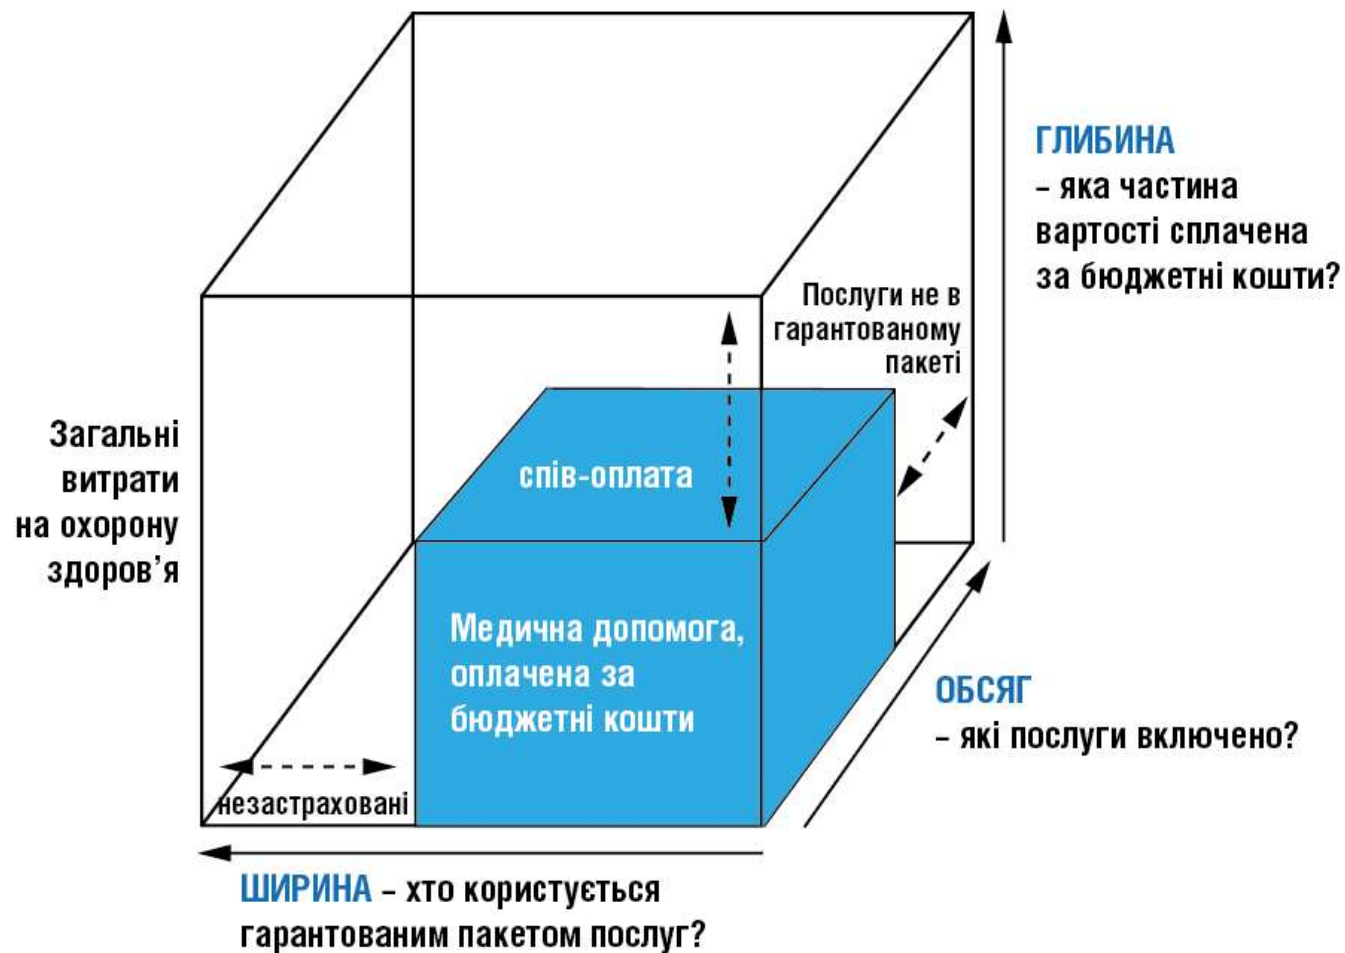 ГЛИБИНА
– яка частина
вартості сплачена
за бюджетні кошти?
Послуги не в
гарантованому
пакеті
Загальні
витрати
на охорону
здоров’я
спів-оплата
Медична допомога,
оплачена за
бюджетні кошти
ОБСЯГ
– які послуги включено?
незастраховані
ШИРИНА – хто користується
гарантованим пакетом послуг?